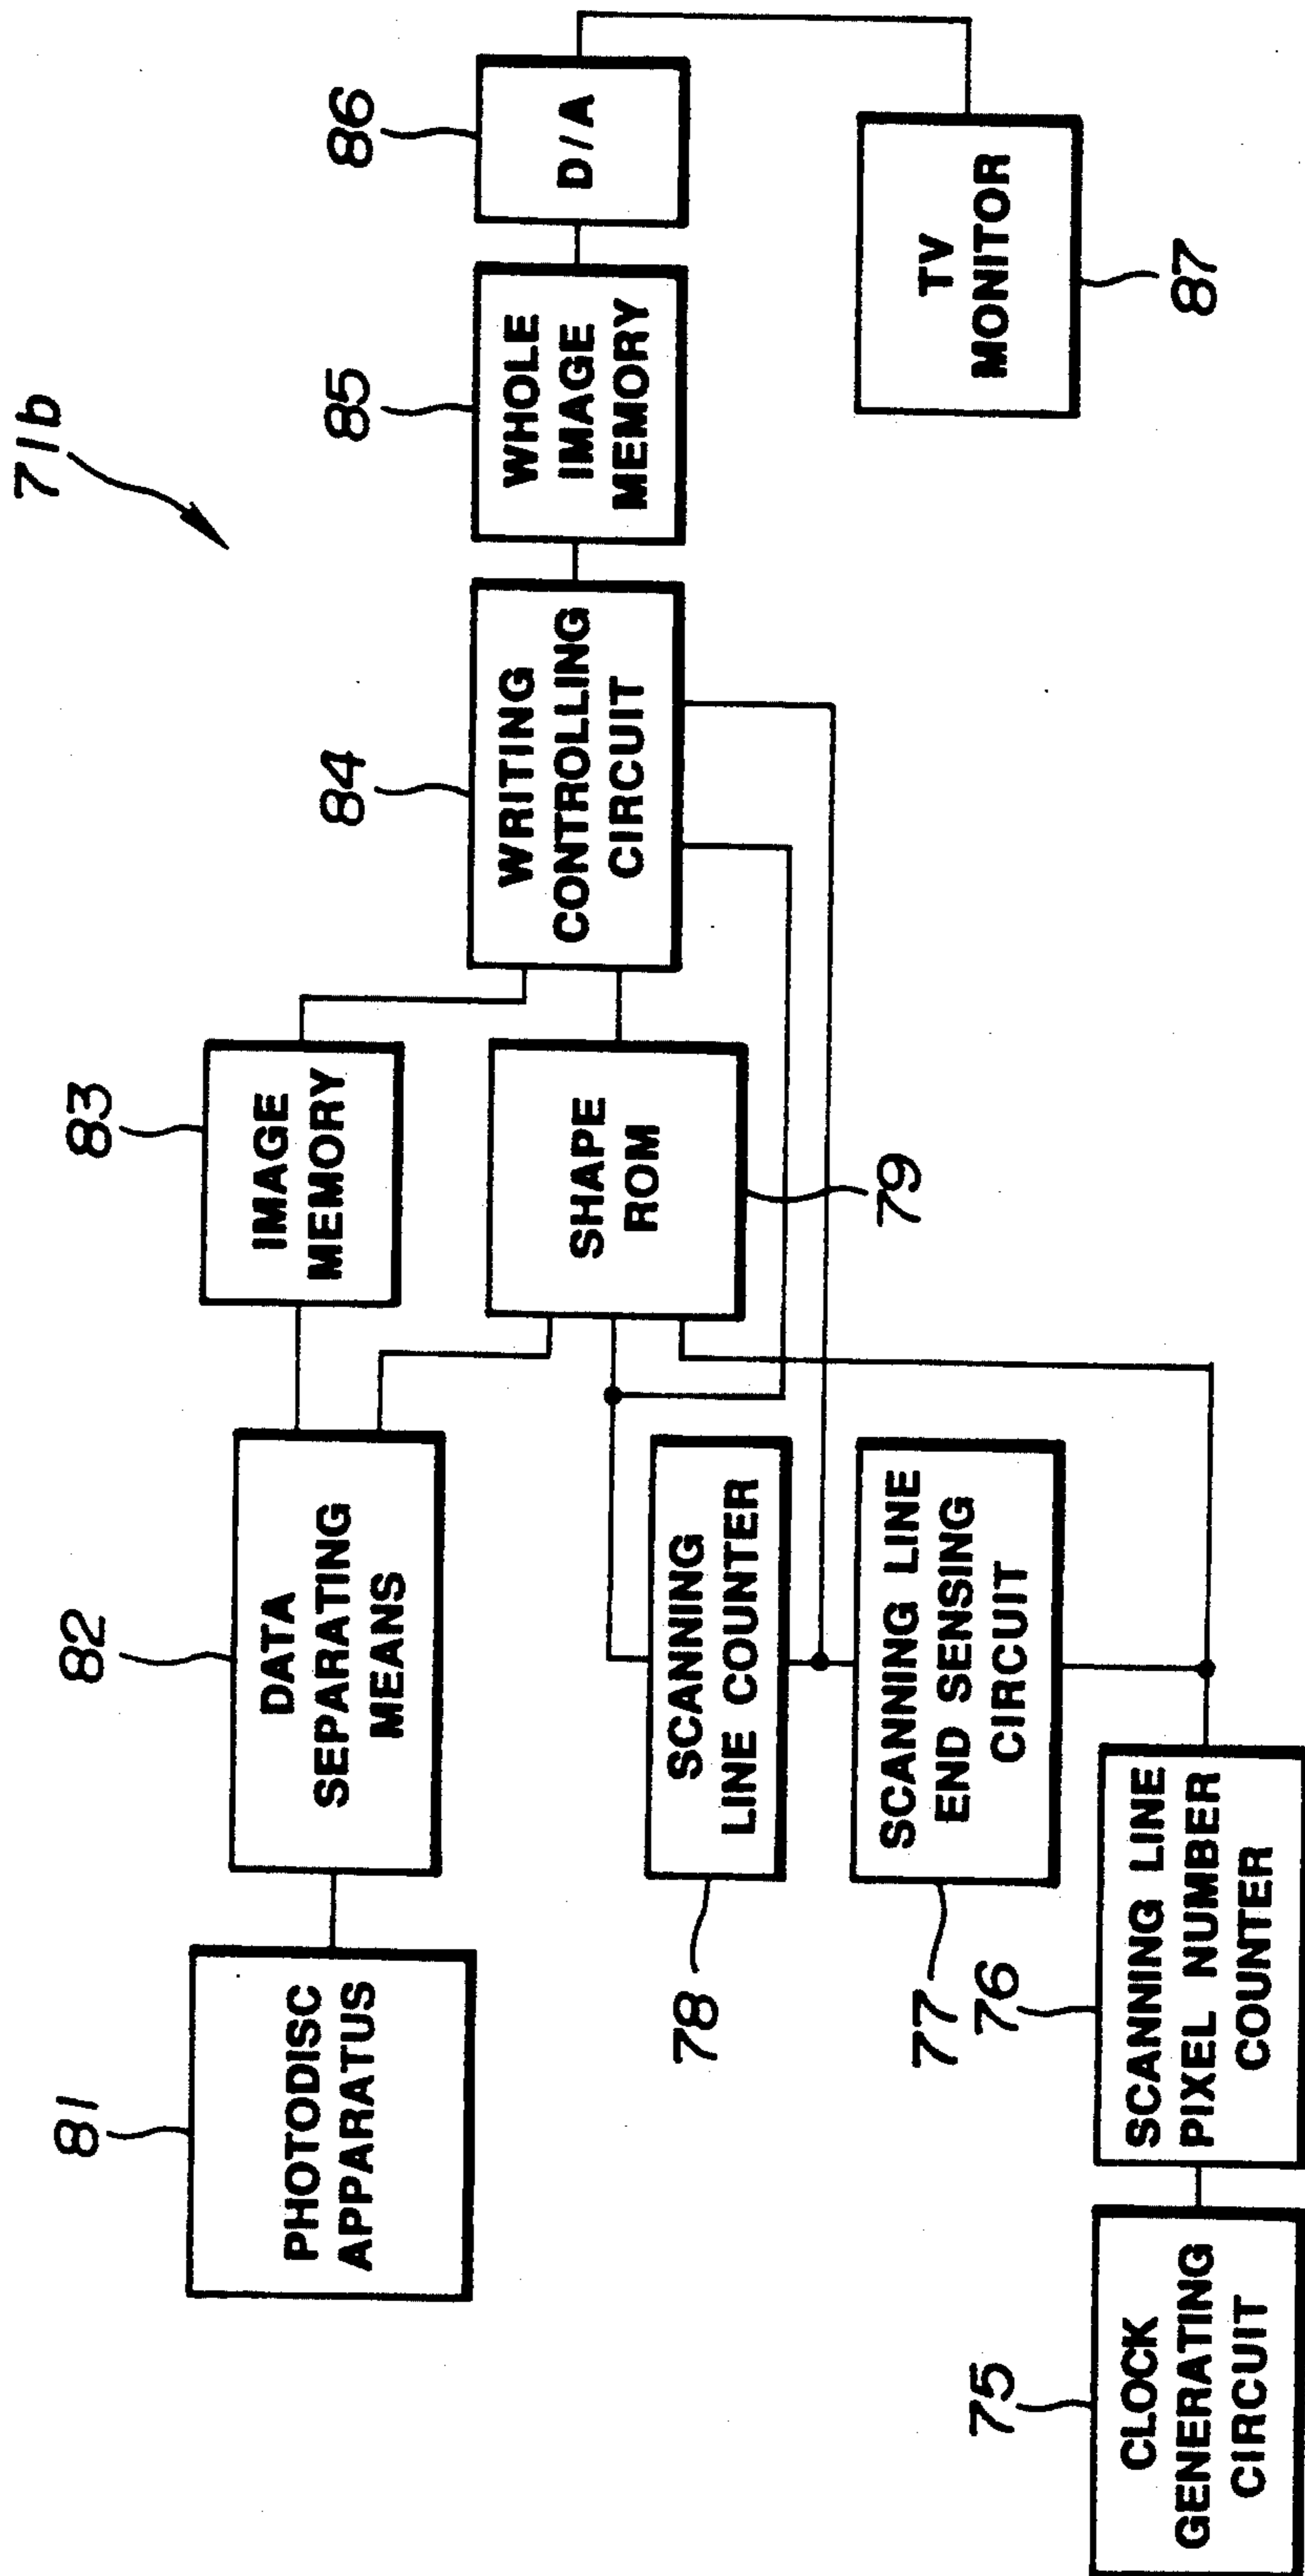 71b
81
PHOTODISC
APPARATUS
82
DATA
SEPARATING
MEANS
83
IMAGE
MEMORY
84
WRITING
CONTROLLING
CIRCUIT
85
WHOLE
IMAGE
MEMORY
86
D/A
SHAPE
ROM
79
TV
MONITOR
87
SCANNING
LINE COUNTER
78
SCANNING LINE
END SENSING
CIRCUIT
77
76
SCANNING LINE
PIXEL NUMBER
COUNTER
75
CLOCK
GENERATING
CIRCUIT